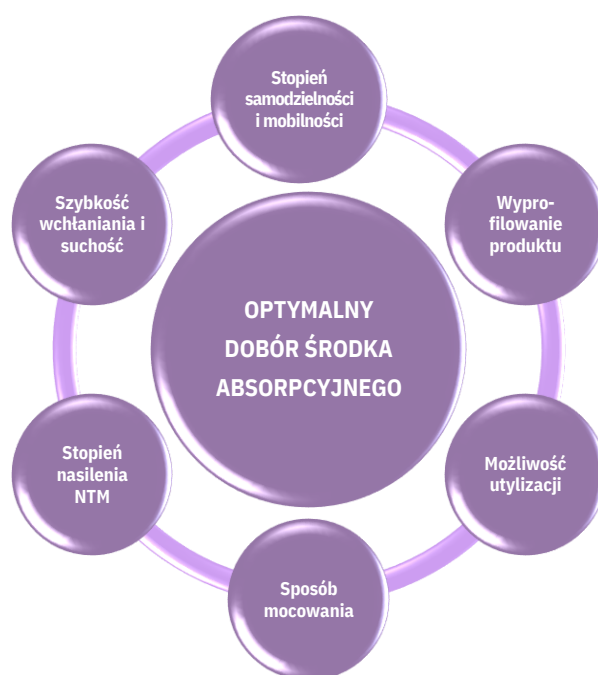 Stopień
samodzielności
i mobilności
Wypro-
filowanie
produktu
Możliwość
utylizacji
Sposób
mocowania
Stopień
nasilenia
NTM
Szybkość
wchłaniania i
suchość
OPTYMALNY
DOBÓR ŚRODKA
ABSORPCYJNEGO